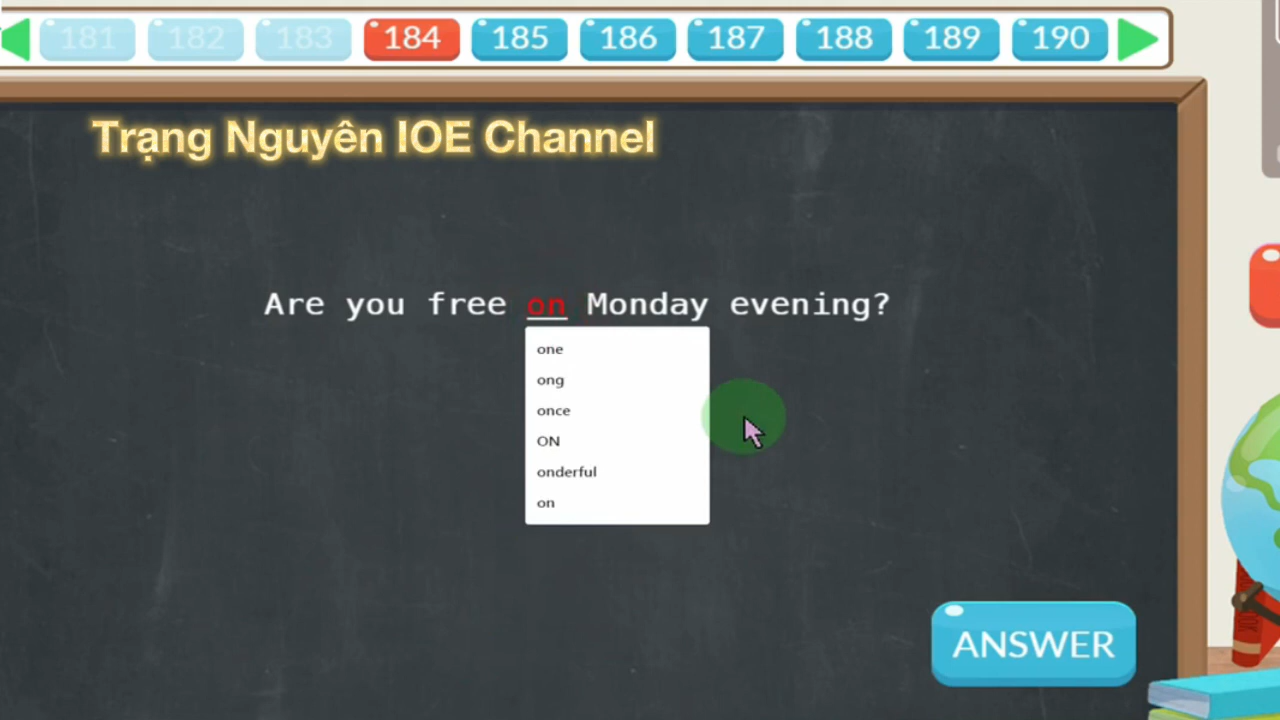 181 182 183 184 185 186 187 188 189 190
Trạng Nguyên IOE Channel
Are you free on Monday evening?
one
ong
once
ON
onderful
on
ANSWER